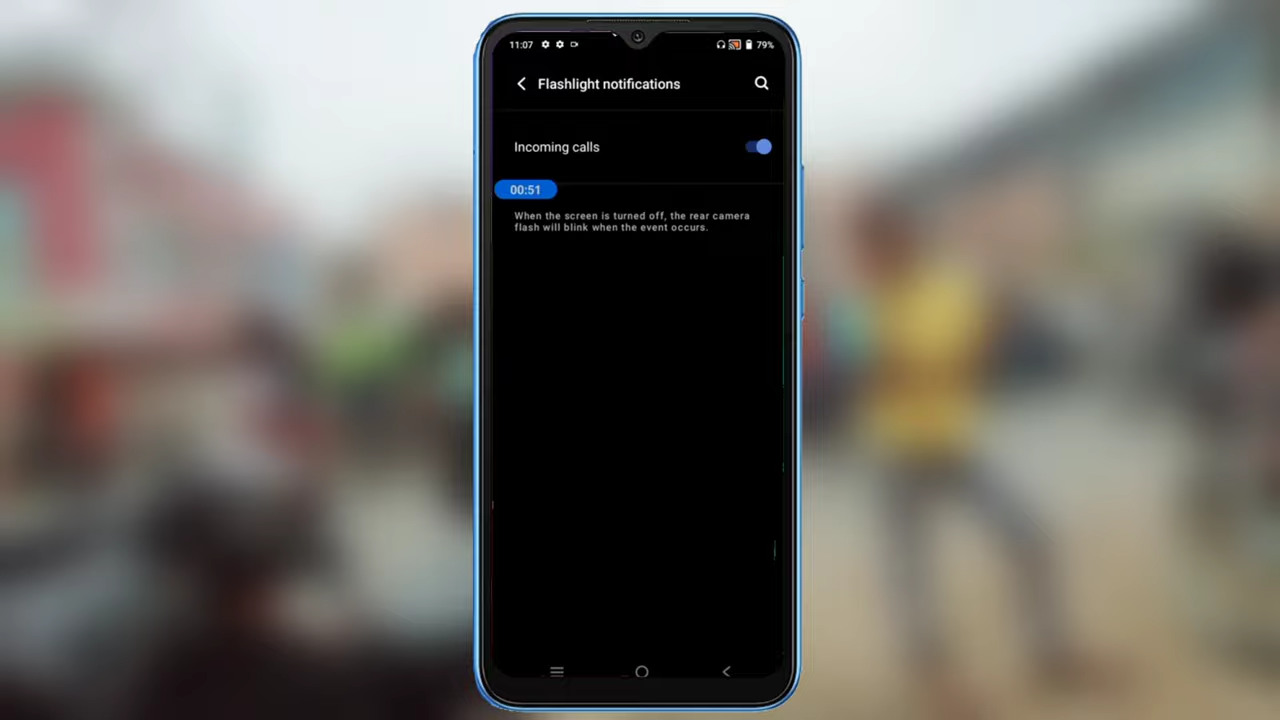 11:07
79%
Flashlight notifications
Incoming calls
00:51
When the screen is turned off, the rear camera
flash will blink when the event occurs.